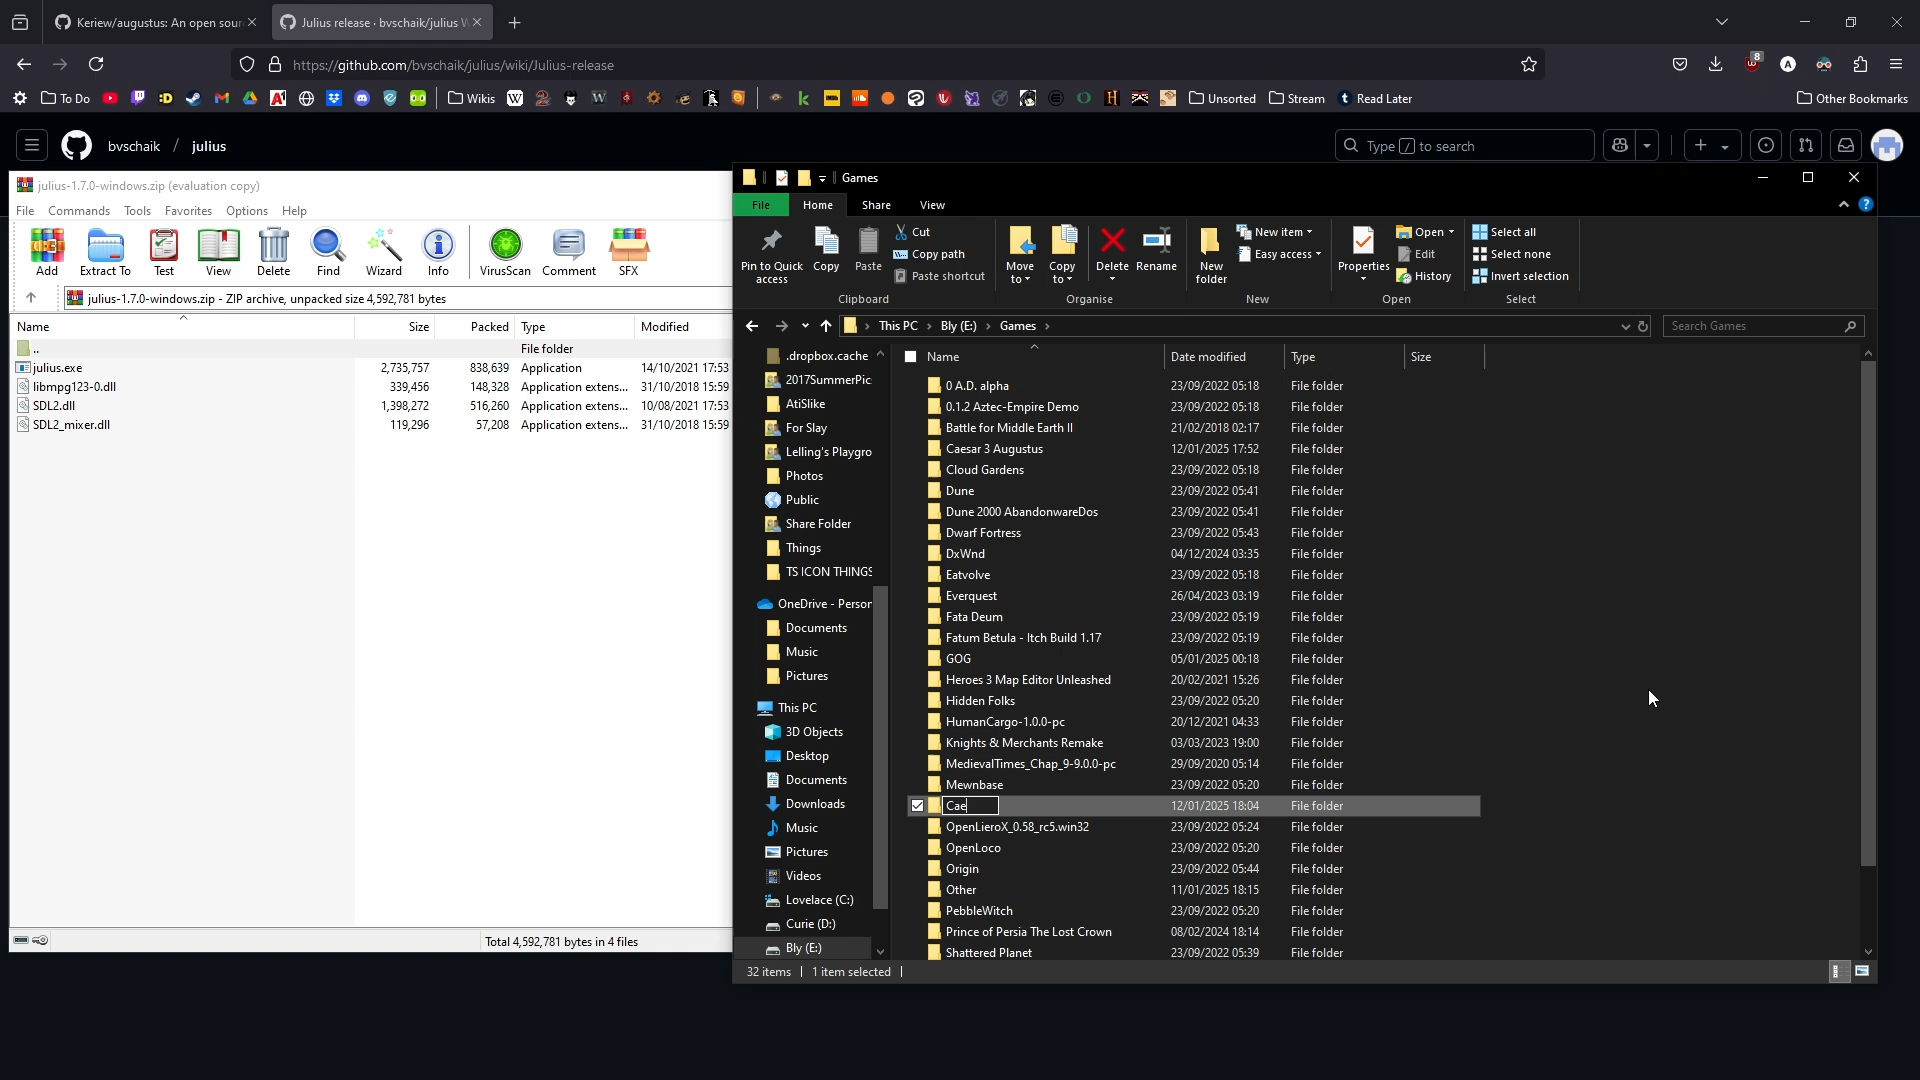 Keriew/augustus: An open sour
Julius release · bvschaik/julius W
https://github.com/bvschaik/julius/wiki/Julius-release
8
To Do
Wikis
Unsorted
Stream
Read Later
Other Bookmarks
bvschaik / julius
Type / to search
julius-1.7.0-windows.zip (evaluation copy)
File Commands Tools Favorites Options Help
Add Extract To Test View Delete Find Wizard Info VirusScan Comment SFX
julius-1.7.0-windows.zip - ZIP archive, unpacked size 4,592,781 bytes
Name Size Packed Type Modified
.. File folder
julius.exe 2,735,757 838,639 Application 14/10/2021 17:53
libmpg123-0.dll 339,456 148,328 Application extens... 31/10/2018 15:59
SDL2.dll 1,398,272 516,260 Application extens... 10/08/2021 17:53
SDL2_mixer.dll 119,296 57,208 Application extens... 31/10/2018 15:59
Total 4,592,781 bytes in 4 files
Games
File Home Share View
Pin to Quick access
Copy
Paste
Cut
Copy path
Paste shortcut
Clipboard
Move to
Copy to
Delete
Rename
Organise
New folder
New item
Easy access
New
Properties
Open
Edit
History
Open
Select all
Select none
Invert selection
Select
This PC > Bly (E:) > Games >
Search Games
.dropbox.cache
2017SummerPic
AtiSlike
For Slay
Lelling's Playgro
Photos
Public
Share Folder
Things
TS ICON THINGS
OneDrive - Person
Documents
Music
Pictures
This PC
3D Objects
Desktop
Documents
Downloads
Music
Pictures
Videos
Lovelace (C:)
Curie (D:)
Bly (E:)
Name Date modified Type Size
0 A.D. alpha 23/09/2022 05:18 File folder
0.1.2 Aztec-Empire Demo 23/09/2022 05:18 File folder
Battle for Middle Earth II 21/02/2018 02:17 File folder
Caesar 3 Augustus 12/01/2025 17:52 File folder
Cloud Gardens 23/09/2022 05:18 File folder
Dune 23/09/2022 05:41 File folder
Dune 2000 AbandonwareDos 23/09/2022 05:41 File folder
Dwarf Fortress 23/09/2022 05:43 File folder
DxWnd 04/12/2024 03:35 File folder
Eatvolve 23/09/2022 05:18 File folder
Everquest 26/04/2023 03:19 File folder
Fata Deum 23/09/2022 05:19 File folder
Fatum Betula - Itch Build 1.17 23/09/2022 05:19 File folder
GOG 05/01/2025 00:18 File folder
Heroes 3 Map Editor Unleashed 20/02/2021 15:26 File folder
Hidden Folks 23/09/2022 05:20 File folder
HumanCargo-1.0.0-pc 20/12/2021 04:33 File folder
Knights & Merchants Remake 03/03/2023 19:00 File folder
MedievalTimes_Chap_9-9.0.0-pc 29/09/2020 05:14 File folder
Mewnbase 23/09/2022 05:20 File folder
Cae 12/01/2025 18:04 File folder
OpenLieroX_0.58_rc5.win32 23/09/2022 05:24 File folder
OpenLoco 23/09/2022 05:20 File folder
Origin 23/09/2022 05:44 File folder
Other 11/01/2025 18:15 File folder
PebbleWitch 23/09/2022 05:20 File folder
Prince of Persia The Lost Crown 08/02/2024 18:14 File folder
Shattered Planet 23/09/2022 05:39 File folder
32 items 1 item selected